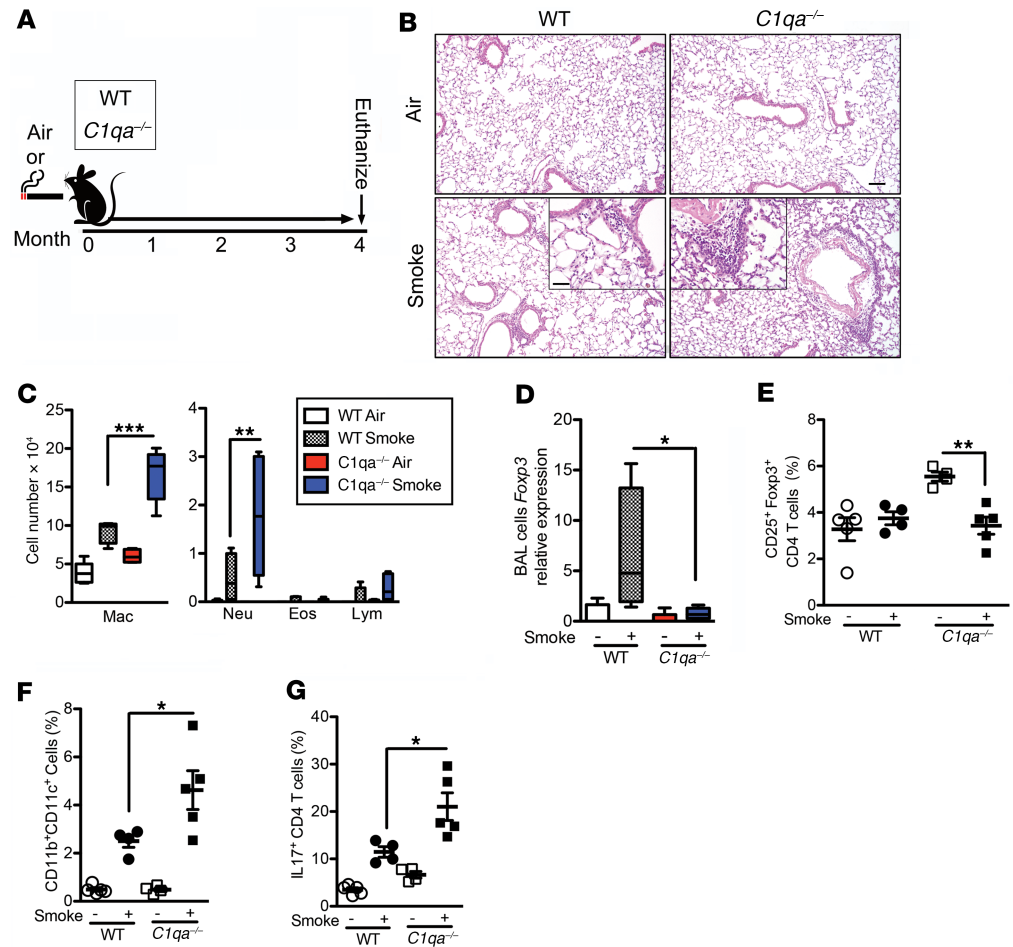 A
WT
C1qa–/–
Air
or
Euthanize
Month 0 1 2 3 4
B
WT
C1qa–/–
Air
Smoke
C
Cell number × 10⁴
25
20
15
10
5
0
Mac
4
3
2
1
0
Neu Eos Lym
***
**
WT Air
WT Smoke
C1qa–/– Air
C1qa–/– Smoke
D
BAL cells Foxp3
relative expression
20
15
10
5
0
*
Smoke - + - +
WT C1qa–/–
E
CD25⁺ Foxp3⁺
CD4 T cells (%)
8
6
4
2
0
**
Smoke - + - +
WT C1qa–/–
F
CD11b⁺CD11c⁺ Cells (%)
8
6
4
2
0
*
Smoke - + - +
WT C1qa–/–
G
IL17⁺ CD4 T cells (%)
40
30
20
10
0
*
Smoke - + - +
WT C1qa–/–